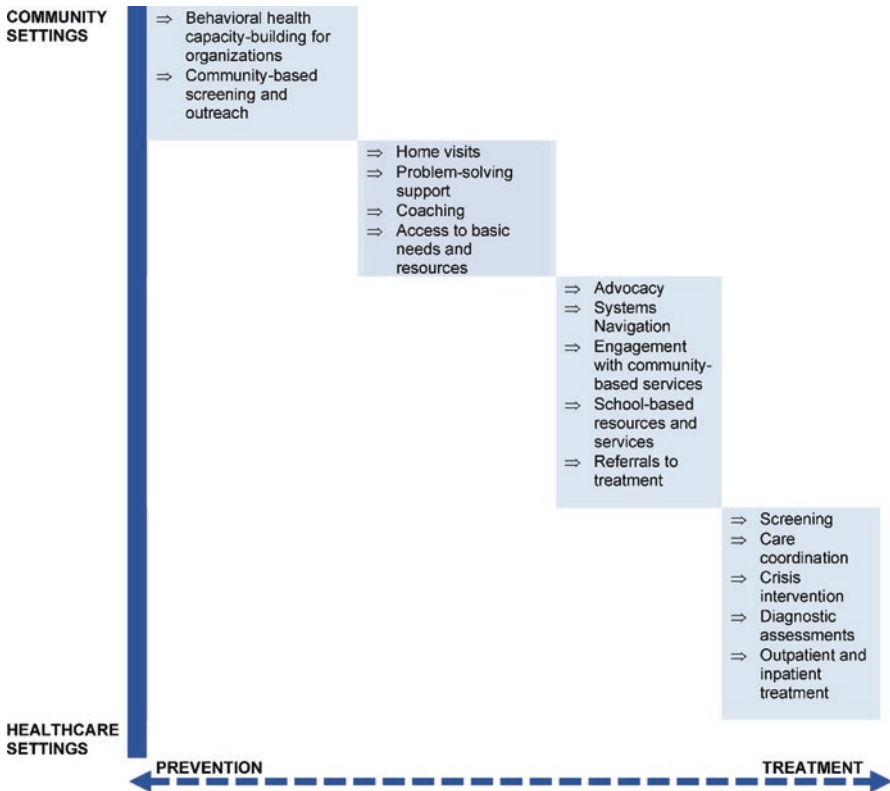 COMMUNITY
SETTINGS
⇒ Behavioral health
capacity-building for
organizations
⇒ Community-based
screening and
outreach
⇒ Home visits
⇒ Problem-solving
support
⇒ Coaching
⇒ Access to basic
needs and
resources
⇒ Advocacy
⇒ Systems
Navigation
⇒ Engagement
with community-
based services
⇒ School-based
resources and
services
⇒ Referrals to
treatment
⇒ Screening
⇒ Care
coordination
⇒ Crisis
intervention
⇒ Diagnostic
assessments
⇒ Outpatient and
inpatient
treatment
HEALTHCARE
SETTINGS
PREVENTION
TREATMENT